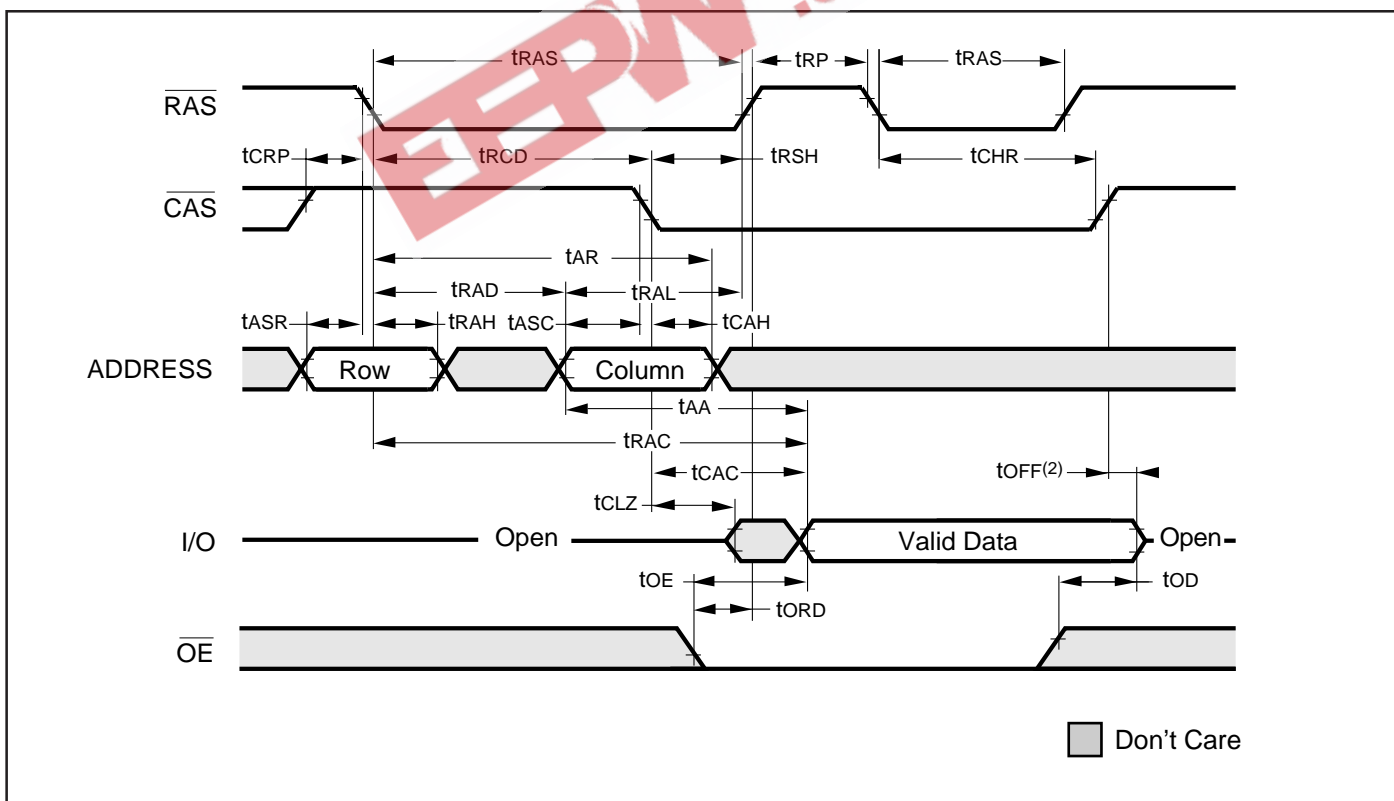 EEPW
tRAS tRP tRAS
RAS
tCRP tRCD tRSH tCHR
CAS
tAR
tRAD tRAL
tASR tRAH tASC tCAH
ADDRESS Row Column
tAA
tRAC
tCAC tOFF(2)
tCLZ
I/O Open Valid Data Open
tOE tOD
tORD
OE
Don't Care